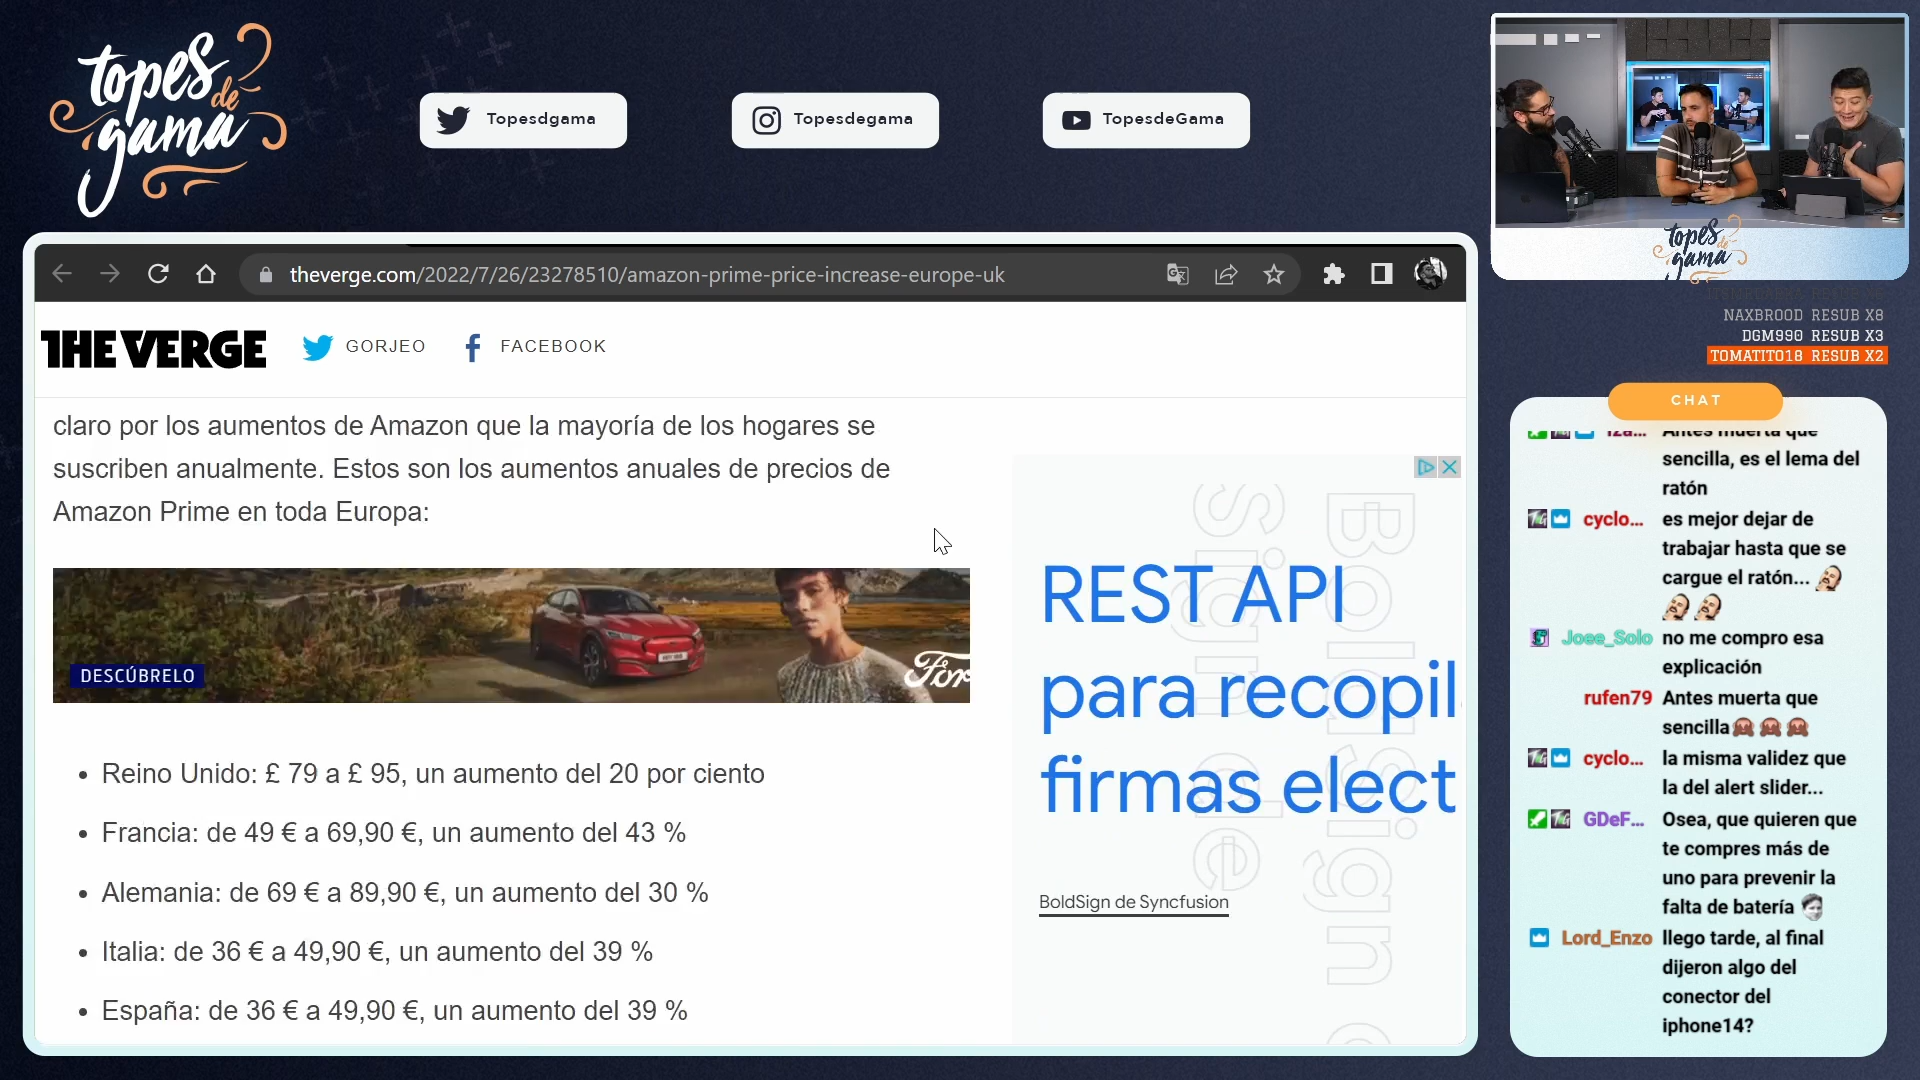 topes
de
gama
Topesdgama
Topesdegama
TopesdeGama
theverge.com/2022/7/26/23278510/amazon-prime-price-increase-europe-uk
THE VERGE
GORJEO
FACEBOOK
claro por los aumentos de Amazon que la mayoría de los hogares se
suscriben anualmente. Estos son los aumentos anuales de precios de
Amazon Prime en toda Europa:
DESCÚBRELO
• Reino Unido: £ 79 a £ 95, un aumento del 20 por ciento
• Francia: de 49 € a 69,90 €, un aumento del 43 %
• Alemania: de 69 € a 89,90 €, un aumento del 30 %
• Italia: de 36 € a 49,90 €, un aumento del 39 %
• España: de 36 € a 49,90 €, un aumento del 39 %
REST API
para recopil
firmas elect
BoldSign de Syncfusion
topes
de
gama
NAXBROOD RESUB X8
DGM990 RESUB X3
TOMATITO18 RESUB X2
CHAT
Antes muerta que
sencilla, es el lema del
ratón
cyclo... es mejor dejar de
trabajar hasta que se
cargue el ratón...
Joee_Solo no me compro esa
explicación
rufen79 Antes muerta que
sencilla
cyclo... la misma validez que
la del alert slider...
GDeF... Osea, que quieren que
te compres más de
uno para prevenir la
falta de batería
Lord_Enzo llego tarde, al final
dijeron algo del
conector del
iphone14?